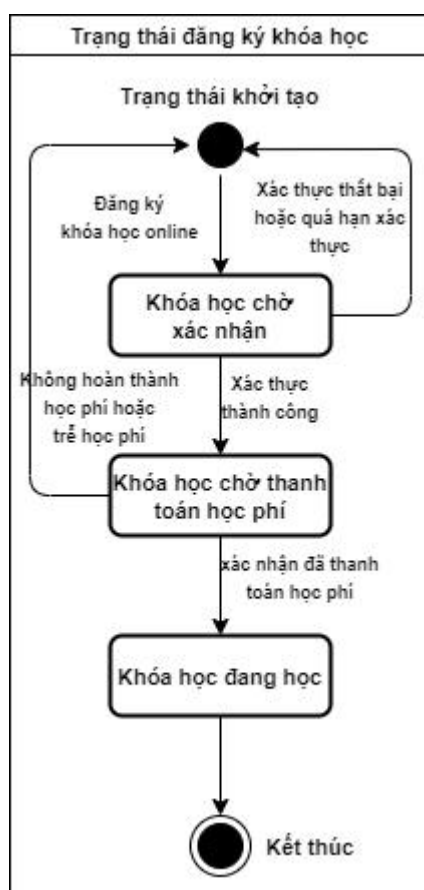 Trạng thái đăng ký khóa học
Trạng thái khởi tạo
Đăng ký
khóa học online
Xác thực thất bại
hoặc quá hạn xác
thực
Khóa học chờ
xác nhận
Không hoàn thành
học phí hoặc
trễ học phí
Xác thực
thành công
Khóa học chờ thanh
toán học phí
xác nhận đã thanh
toán học phí
Khóa học đang học
Kết thúc